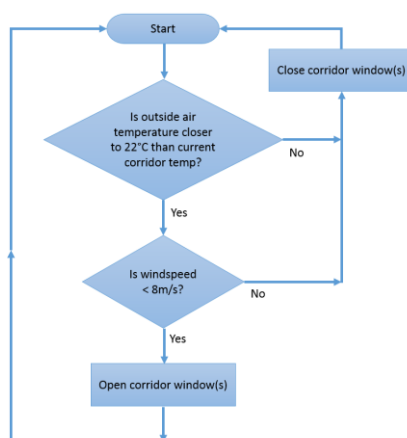 Start
Close corridor window(s)
Is outside air
temperature closer
to 22°C than current
corridor temp?
No
Yes
Is windspeed
< 8m/s?
No
Yes
Open corridor window(s)